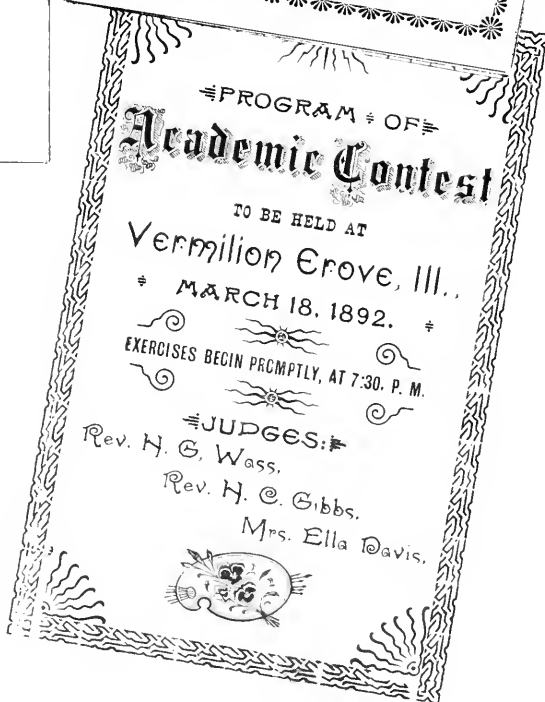 PROGRAM OF
Academic Contest
TO BE HELD AT
Vermilion Grove, Ill.,
MARCH 18, 1892.
EXERCISES BEGIN PROMPTLY, AT 7:30, P. M.
JUDGES:
Rev. H. G. Wass,
Rev. H. C. Gibbs,
Mrs. Ella Davis,